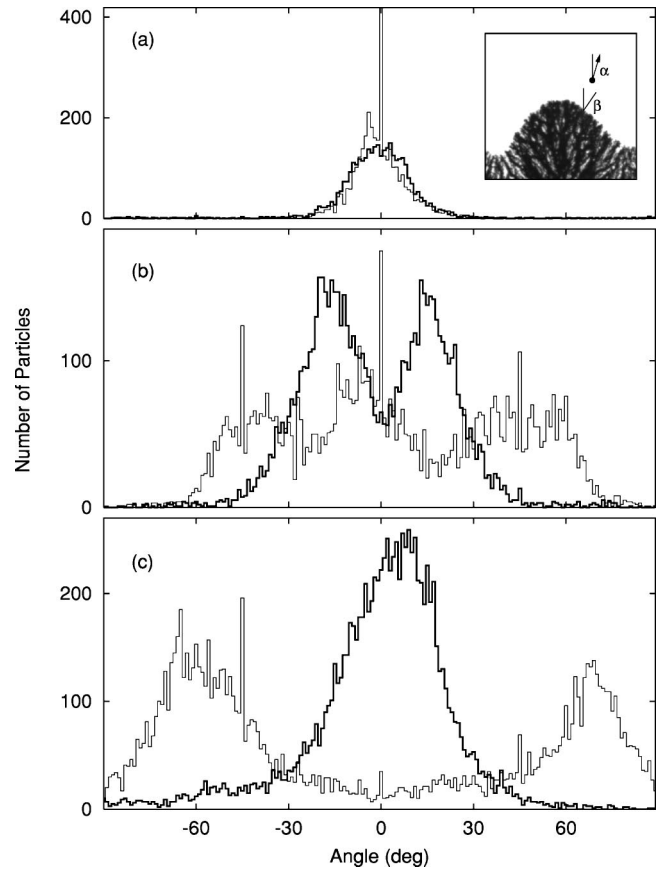 400
(a)
α
β
200
0
(b)
100
0
Number of Particles
(c)
200
100
0
-60 -30 0 30 60
Angle (deg)